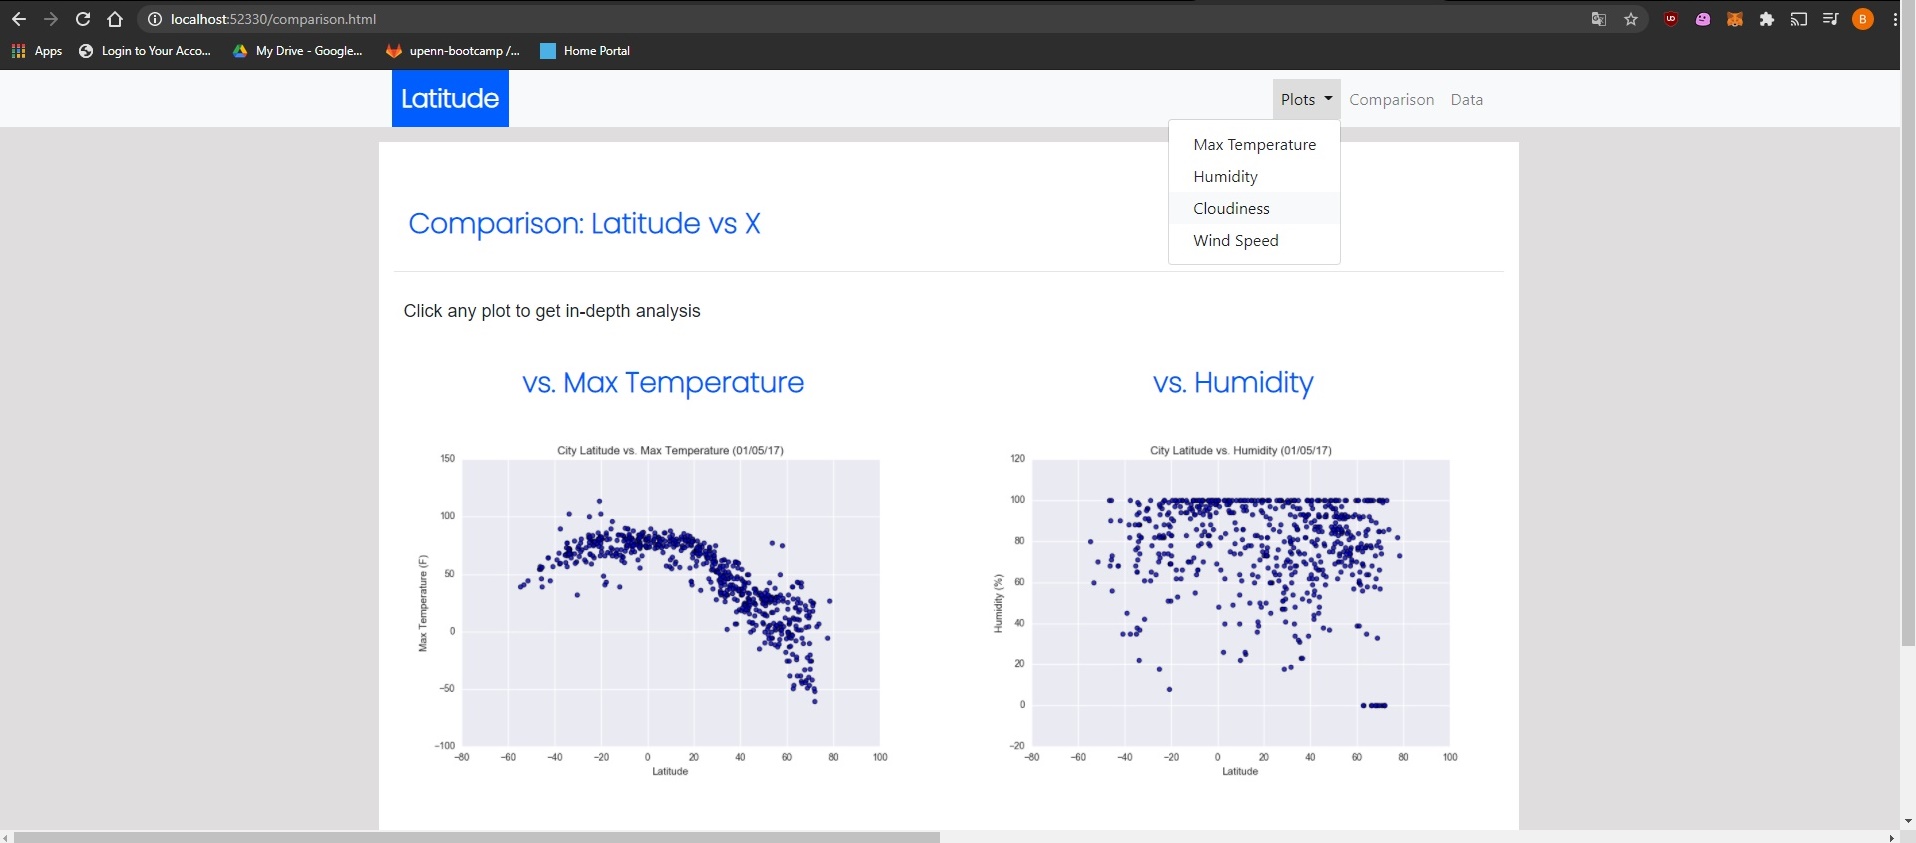 localhost:52330/comparison.html
B
Apps
Login to Your Acco...
My Drive - Google...
upenn-bootcamp /...
Home Portal
Latitude
Plots
Comparison
Data
Max Temperature
Humidity
Cloudiness
Wind Speed
Comparison: Latitude vs X
Click any plot to get in-depth analysis
vs. Max Temperature
City Latitude vs. Max Temperature (01/05/17)
150
100
50
0
−50
−100
Max Temperature (F)
−80 −60 −40 −20 0 20 40 60 80 100
Latitude
vs. Humidity
City Latitude vs. Humidity (01/05/17)
120
100
80
60
40
20
0
−20
Humidity (%)
−80 −60 −40 −20 0 20 40 60 80 100
Latitude